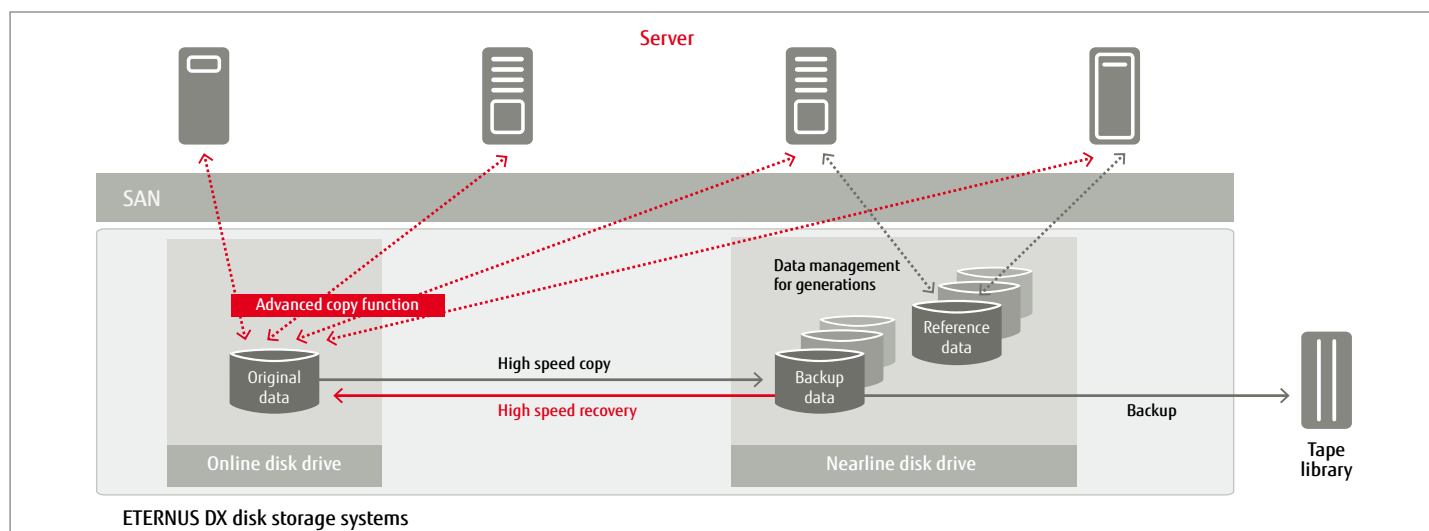 Server
SAN
Data management
for generations
Advanced copy function
Reference
data
Original
data
High speed copy
Backup
data
High speed recovery
Backup
Online disk drive
Nearline disk drive
Tape
library
ETERNUS DX disk storage systems